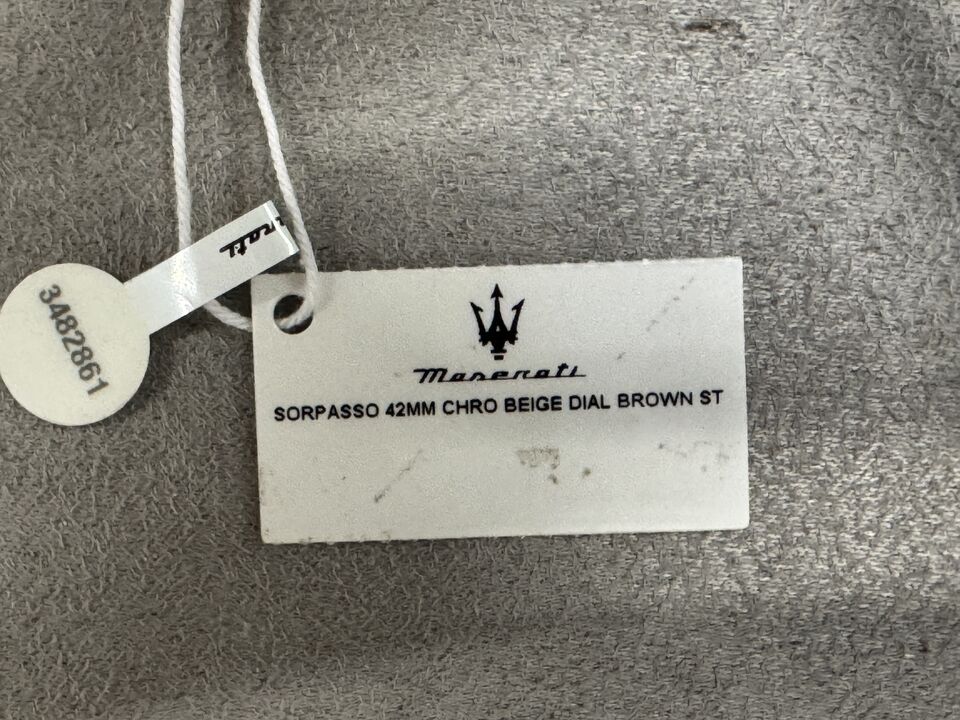 3482861
Maserati
SORPASSO 42MM CHRO BEIGE DIAL BROWN ST